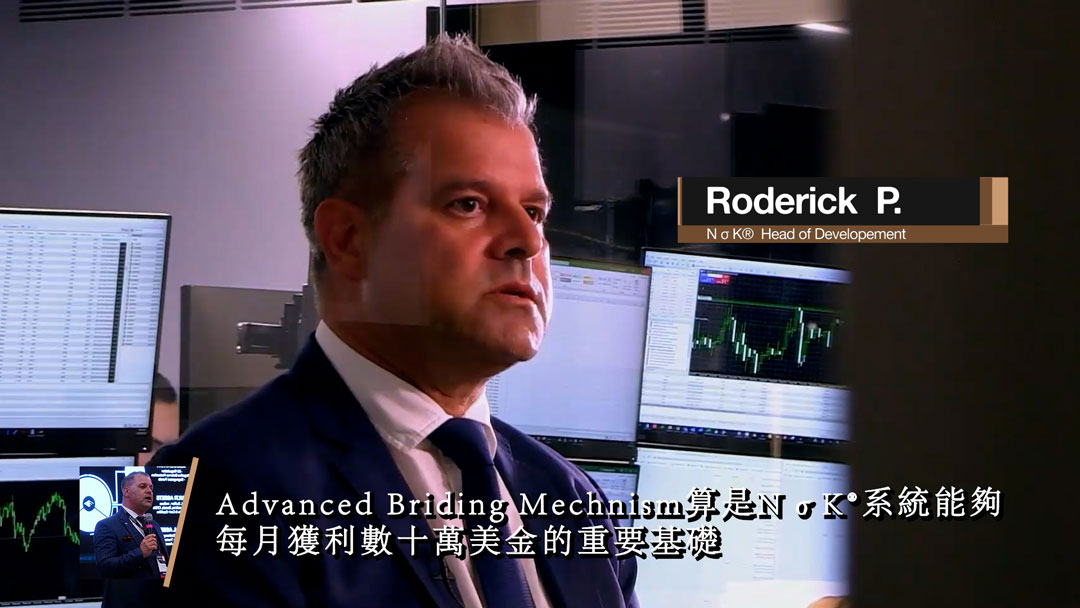 Roderick P.
N σ K® Head of Developement
Advanced Briding Mechnism算是N σ K®系統能夠
每月獲利數十萬美金的重要基礎